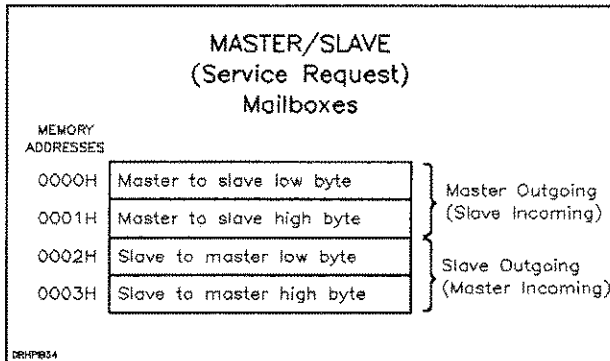 MASTER/SLAVE
(Service Request)
Mailboxes
MEMORY
ADDRESSES
0000H Master to slave low byte
0001H Master to slave high byte
Master Outgoing
(Slave Incoming)
0002H Slave to master low byte
0003H Slave to master high byte
Slave Outgoing
(Master Incoming)